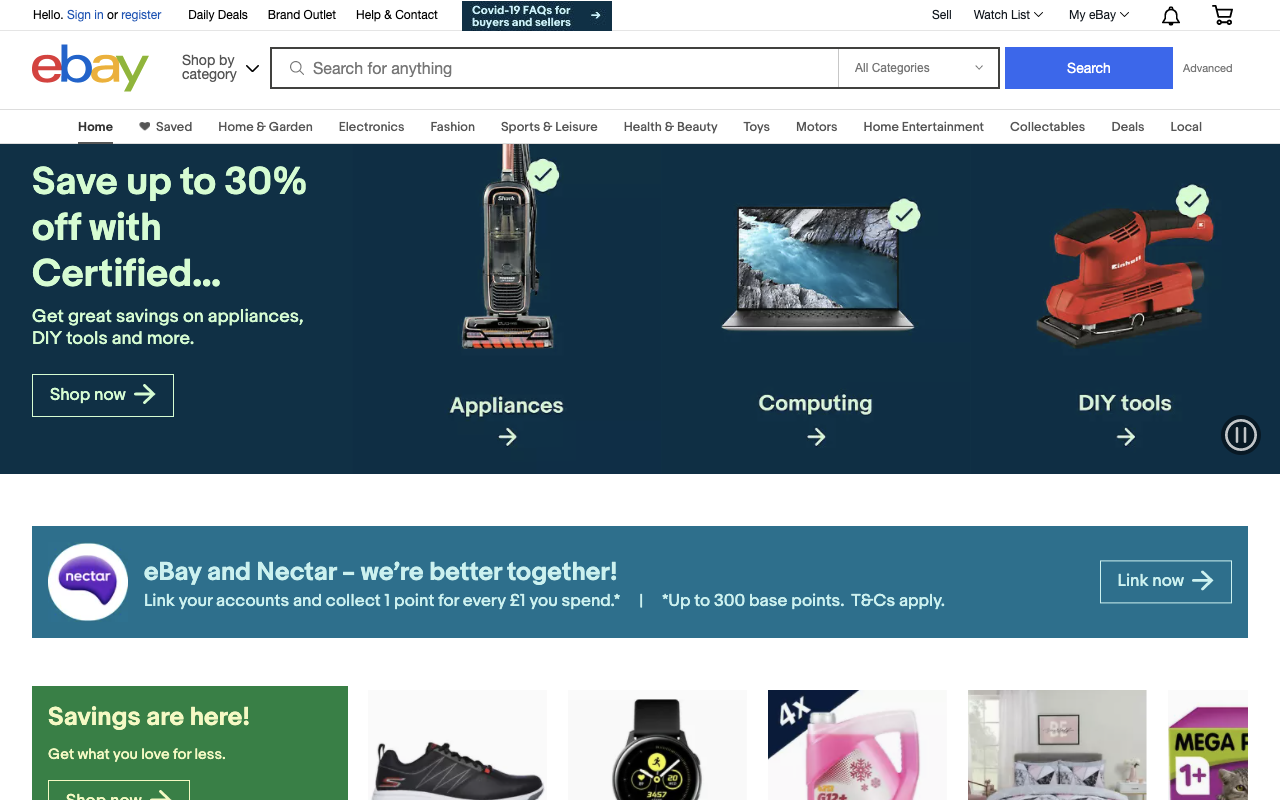 Hello. Sign in or register
Daily Deals
Brand Outlet
Help & Contact
Covid-19 FAQs for
buyers and sellers
Sell
Watch List
My eBay
ebay
Shop by
category
Search for anything
All Categories
Search
Advanced
Home
Saved
Home & Garden
Electronics
Fashion
Sports & Leisure
Health & Beauty
Toys
Motors
Home Entertainment
Collectables
Deals
Local
Save up to 30%
off with
Certified...
Get great savings on appliances,
DIY tools and more.
Shop now
Shark
Appliances
Computing
Einhell
DIY tools
nectar
eBay and Nectar – we're better together!
Link your accounts and collect 1 point for every £1 you spend.* | *Up to 300 base points. T&Cs apply.
Link now
Savings are here!
Get what you love for less.
Shop now
20
3457
4x
G12+
MEGA
1+